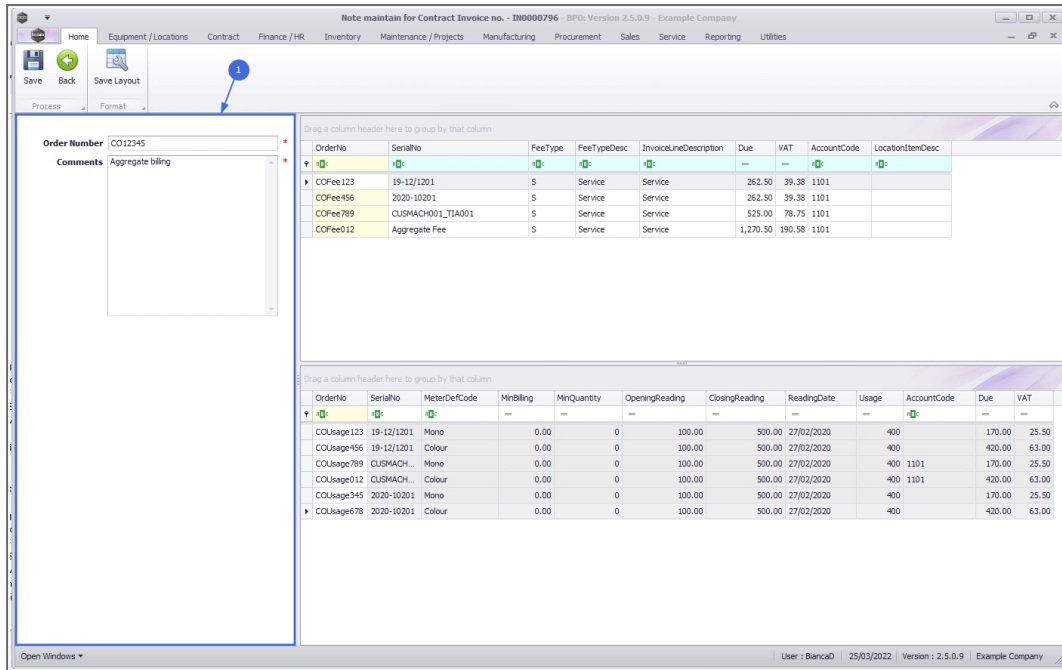 Note maintain for Contract Invoice no. - IN0000796 - BPO: Version 2.5.0.9 - Example Company
Home Equipment / Locations Contract Finance / HR Inventory Maintenance / Projects Manufacturing Procurement Sales Service Reporting Utilities
Save Back Save Layout
Process Format
1
Order Number CO12345 *
Comments Aggregate billing *
Drag a column header here to group by that column
OrderNo SerialNo FeeType FeeTypeDesc InvoiceLineDescription Due VAT AccountCode LocationItemDesc
COFee123 19-12/1201 S Service Service 262.50 39.38 1101
COFee456 2020-10201 S Service Service 262.50 39.38 1101
COFee789 CUSMACH001_TIA001 S Service Service 525.00 78.75 1101
COFee012 Aggregate Fee S Service Service 1,270.50 190.58 1101
Drag a column header here to group by that column
OrderNo SerialNo MeterDefCode MinBilling MinQuantity OpeningReading ClosingReading ReadingDate Usage AccountCode Due VAT
COUsage123 19-12/1201 Mono 0.00 0 100.00 500.00 27/02/2020 400 170.00 25.50
COUsage456 19-12/1201 Colour 0.00 0 100.00 500.00 27/02/2020 400 420.00 63.00
COUsage789 CUSMACH... Mono 0.00 0 100.00 500.00 27/02/2020 400 1101 170.00 25.50
COUsage012 CUSMACH... Colour 0.00 0 100.00 500.00 27/02/2020 400 1101 420.00 63.00
COUsage345 2020-10201 Mono 0.00 0 100.00 500.00 27/02/2020 400 170.00 25.50
COUsage678 2020-10201 Colour 0.00 0 100.00 500.00 27/02/2020 400 420.00 63.00
Open Windows User : BiancaD 25/03/2022 Version : 2.5.0.9 Example Company